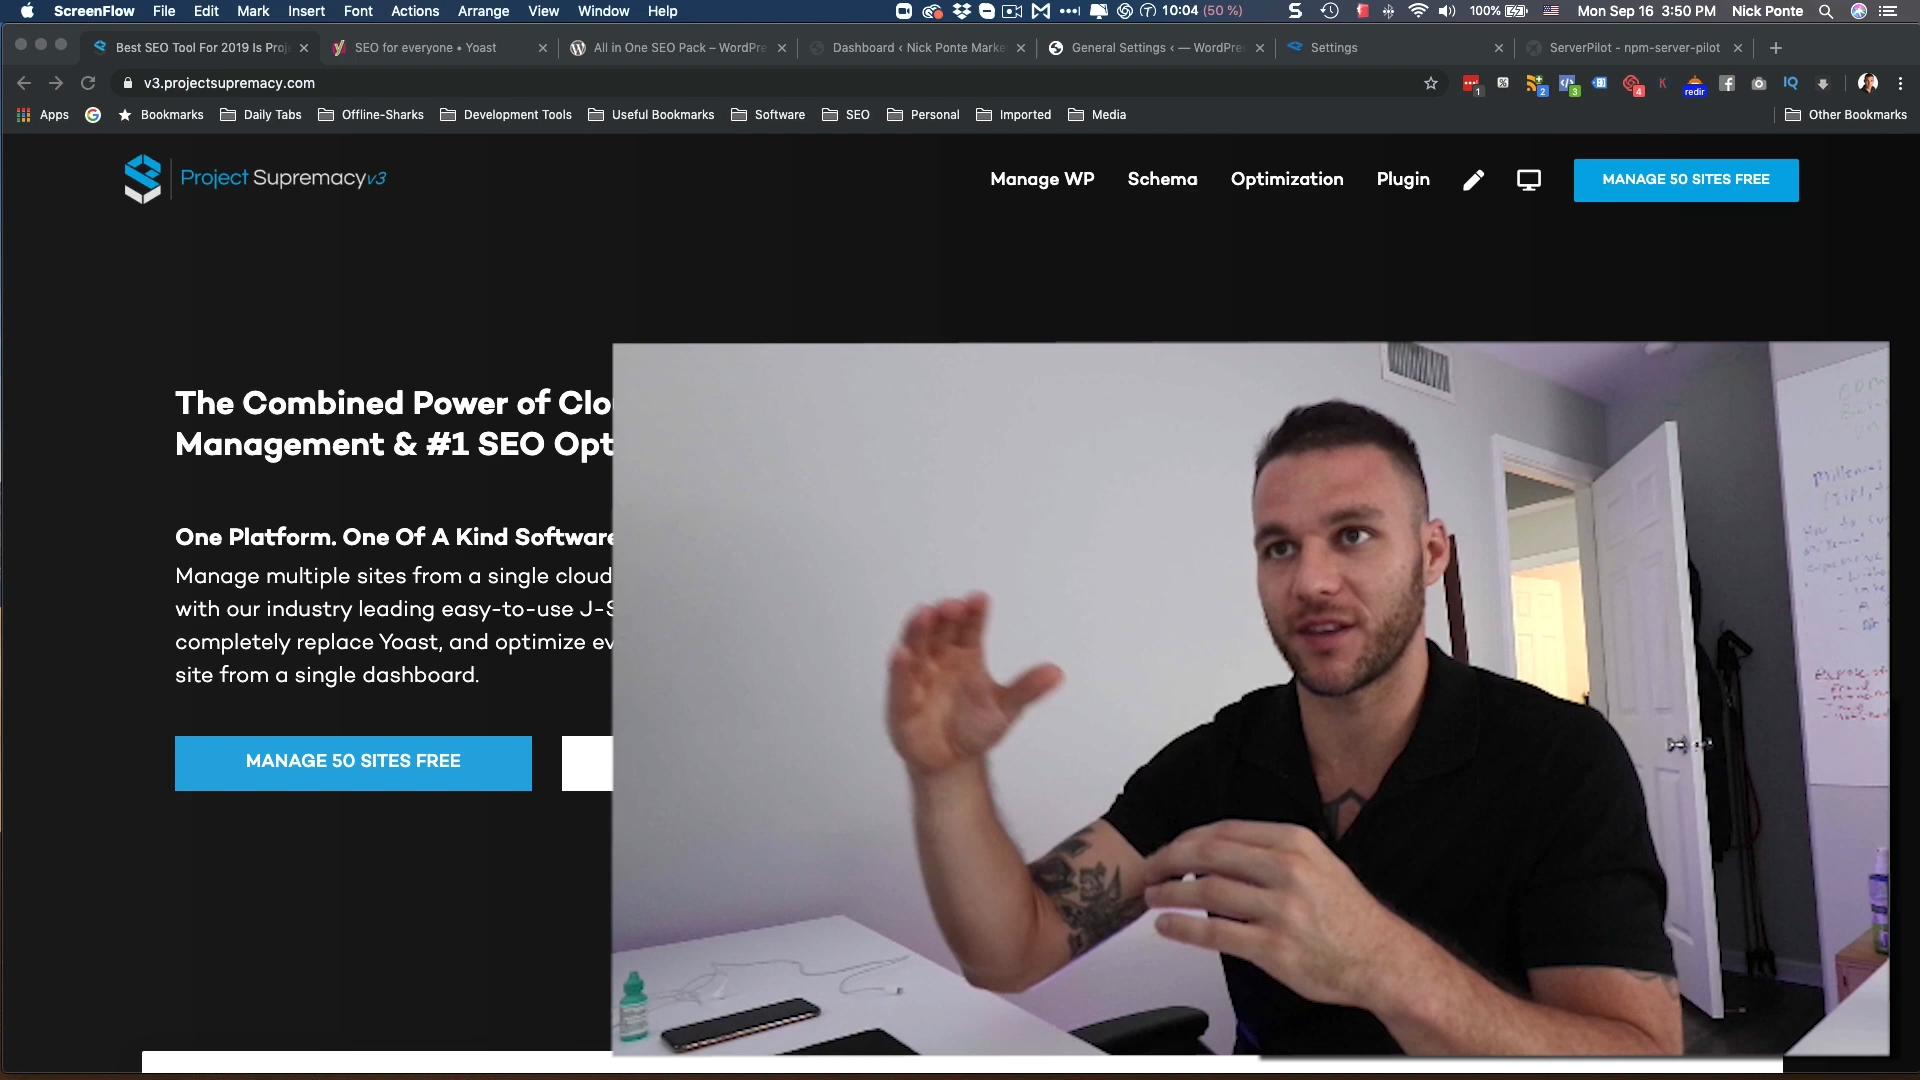 ScreenFlow File Edit Mark Insert Font Actions Arrange View Window Help 10:04 (50 %) 100% Mon Sep 16 3:50 PM Nick Ponte
Best SEO Tool For 2019 Is Proj SEO for everyone • Yoast All in One SEO Pack – WordPre Dashboard ‹ Nick Ponte Marke General Settings ‹ — WordPre Settings ServerPilot - npm-server-pilot
v3.projectsupremacy.com 1 2 3 4 K redir IQ
Apps Bookmarks Daily Tabs Offline-Sharks Development Tools Useful Bookmarks Software SEO Personal Imported Media Other Bookmarks
Project Supremacyv3 Manage WP Schema Optimization Plugin MANAGE 50 SITES FREE
The Combined Power of Clo
Management & #1 SEO Opt
One Platform. One Of A Kind Software
Manage multiple sites from a single cloud
with our industry leading easy-to-use J-S
completely replace Yoast, and optimize ev
site from a single dashboard.
MANAGE 50 SITES FREE